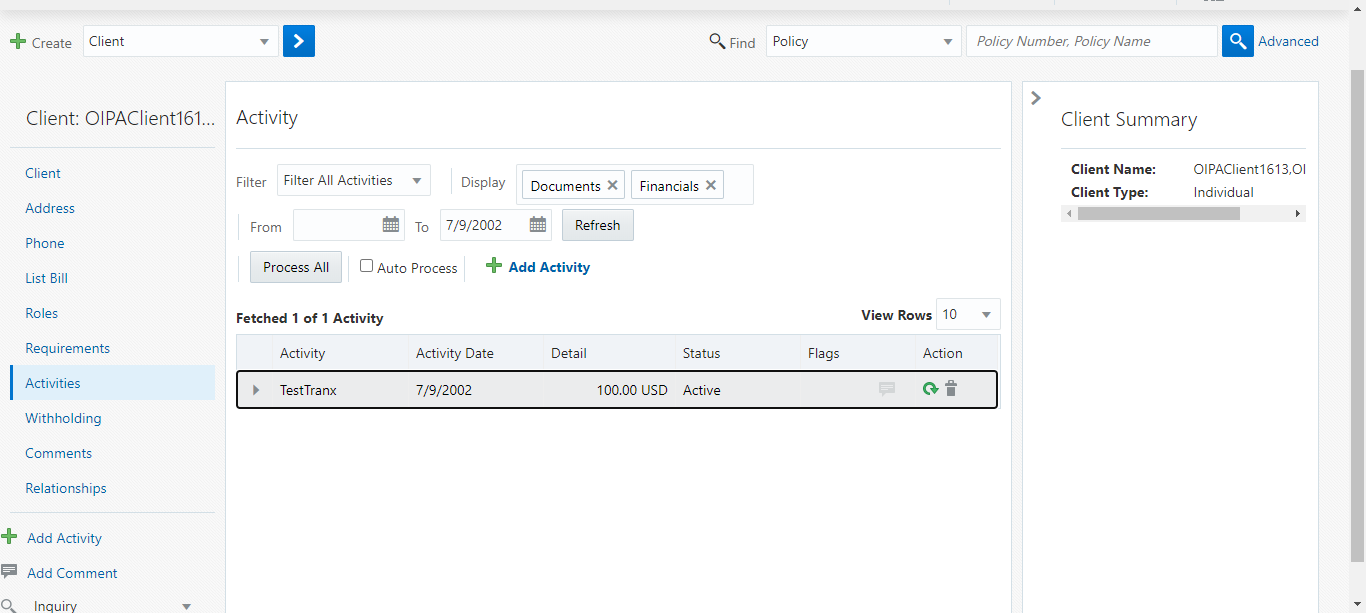 Create Client Find Policy Policy Number, Policy Name Advanced
Client: OIPAClient161...
Client
Address
Phone
List Bill
Roles
Requirements
Activities
Withholding
Comments
Relationships
Add Activity
Add Comment
Inquiry
Activity
Filter Filter All Activities Display Documents Financials
From To 7/9/2002 Refresh
Process All Auto Process Add Activity
Fetched 1 of 1 Activity View Rows 10
Activity Activity Date Detail Status Flags Action
TestTranx 7/9/2002 100.00 USD Active
Client Summary
Client Name: OIPAClient1613,OI
Client Type: Individual